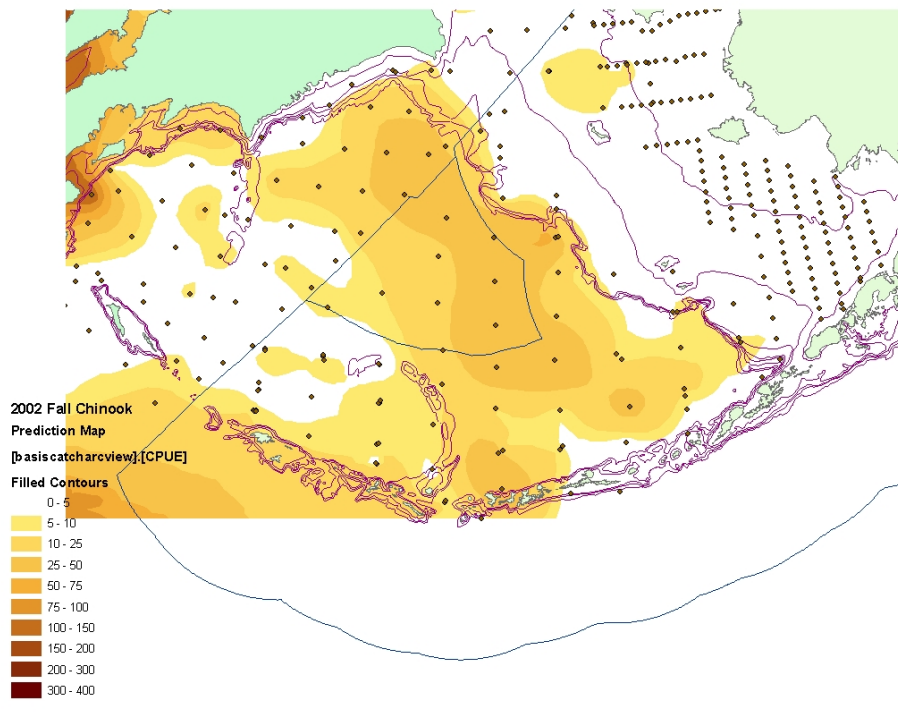 2002 Fall Chinook
Prediction Map
[basiscatcharcview].[CPUE]
Filled Contours
0 - 5
5 - 10
10 - 25
25 - 50
50 - 75
75 - 100
100 - 150
150 - 200
200 - 300
300 - 400